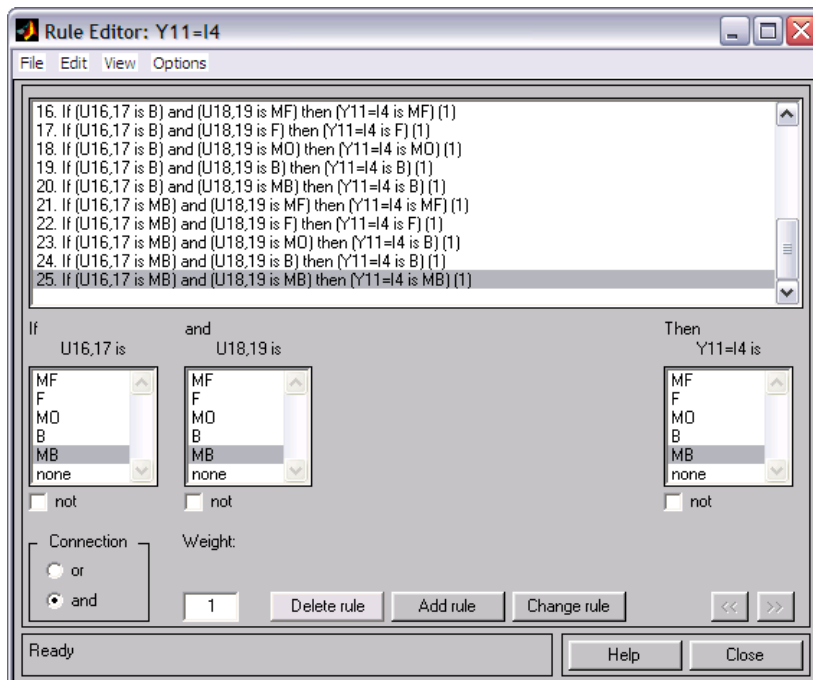 Rule Editor: Y11=I4
File Edit View Options
16. If (U16,17 is B) and (U18,19 is MF) then (Y11=I4 is MF) (1)
17. If (U16,17 is B) and (U18,19 is F) then (Y11=I4 is F) (1)
18. If (U16,17 is B) and (U18,19 is MO) then (Y11=I4 is MO) (1)
19. If (U16,17 is B) and (U18,19 is B) then (Y11=I4 is B) (1)
20. If (U16,17 is B) and (U18,19 is MB) then (Y11=I4 is B) (1)
21. If (U16,17 is MB) and (U18,19 is MF) then (Y11=I4 is MF) (1)
22. If (U16,17 is MB) and (U18,19 is F) then (Y11=I4 is F) (1)
23. If (U16,17 is MB) and (U18,19 is MO) then (Y11=I4 is B) (1)
24. If (U16,17 is MB) and (U18,19 is B) then (Y11=I4 is B) (1)
25. If (U16,17 is MB) and (U18,19 is MB) then (Y11=I4 is MB) (1)
If
U16,17 is
MF
F
MO
B
MB
none
not
and
U18,19 is
MF
F
MO
B
MB
none
not
Then
Y11=I4 is
MF
F
MO
B
MB
none
not
Connection
or
and
Weight:
1
Delete rule
Add rule
Change rule
<<
>>
Ready
Help
Close